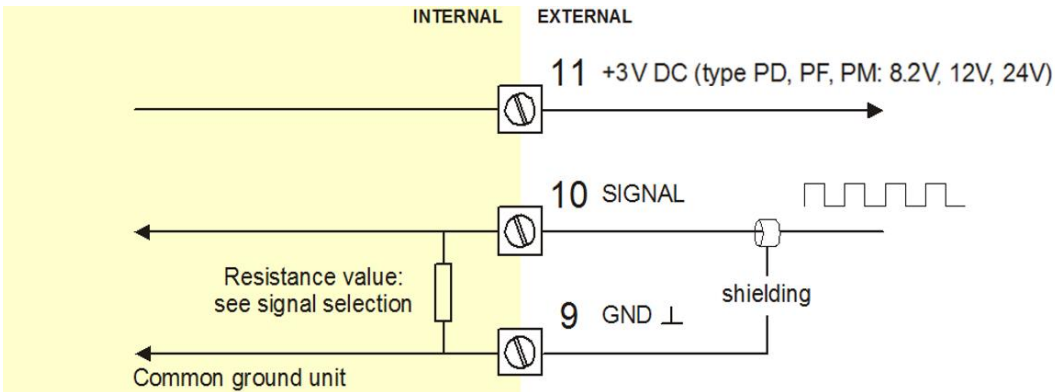 INTERNAL EXTERNAL
11 +3V DC (type PD, PF, PM: 8.2V, 12V, 24V)
10 SIGNAL
Resistance value:
see signal selection
shielding
9 GND ⊥
Common ground unit